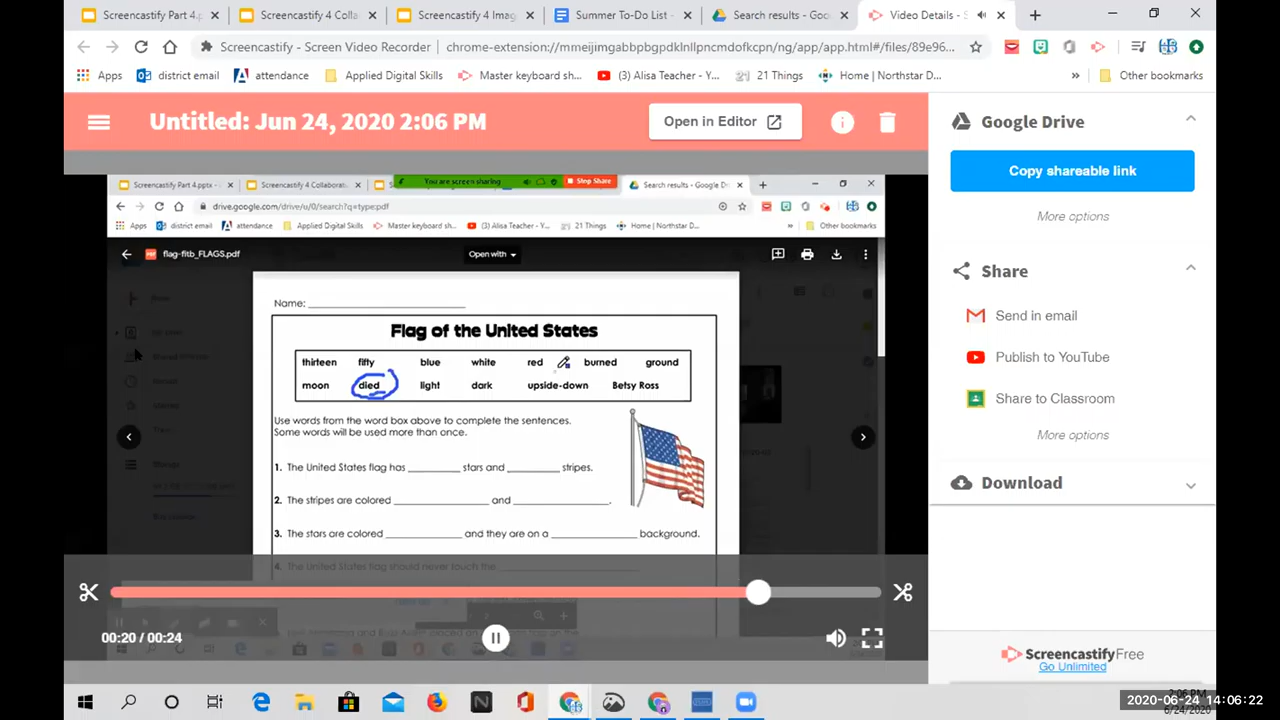 Screencastify Part 4.p
Screencastify 4 Colla
Screencastify 4 Imag
Summer To-Do List -
Search results - Goo
Video Details - S
Screencastify - Screen Video Recorder
chrome-extension://mmeijimgabbpbgpdklnllpncmdofkcpn/ng/app/app.html#/files/89e96...
Apps
district email
attendance
Applied Digital Skills
Master keyboard sh...
(3) Alisa Teacher - Y...
21 Things
Home | Northstar D...
»
Other bookmarks
Untitled: Jun 24, 2020 2:06 PM
Open in Editor
Google Drive
Copy shareable link
More options
Share
Send in email
Publish to YouTube
Share to Classroom
More options
Download
Screencastify Part 4.pptx -
Screencastify 4 Collaborat
You are screen sharing
Stop Share
Search results - Google D
drive.google.com/drive/u/0/search?q=type:pdf
Apps
district email
attendance
Applied Digital Skills
Master keyboard sh...
(3) Alisa Teacher - Y...
21 Things
Home | Northstar D...
»
Other bookmarks
flag-fitb_FLAGS.pdf
Open with
Name: ______________________________
Flag of the United States
thirteen fifty blue white red burned ground
moon died light dark upside-down Betsy Ross
Use words from the word box above to complete the sentences.
Some words will be used more than once.
1. The United States flag has _________ stars and _________ stripes.
2. The stripes are colored ________________ and ________________.
3. The stars are colored _____________ and they are on a ______________ background.
4. The United States flag should never touch the ______________________
00:20 / 00:24
Screencastify Free
Go Unlimited
2020-06-24 14:06:22
6/24/2020